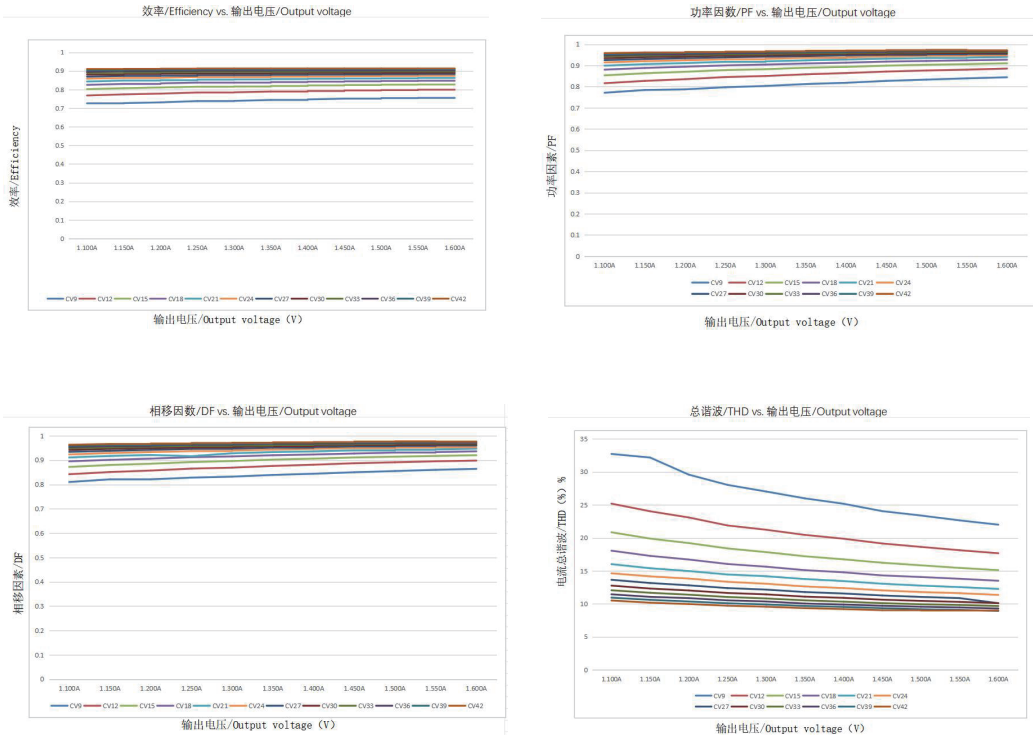 效率/Efficiency vs. 输出电压/Output voltage
效率/Efficiency
1
0.9
0.8
0.7
0.6
0.5
0.4
0.3
0.2
0.1
0
1.100A 1.150A 1.200A 1.250A 1.300A 1.350A 1.400A 1.450A 1.500A 1.550A 1.600A
CV9 CV12 CV15 CV18 CV21 CV24 CV27 CV30 CV33 CV36 CV39 CV42
输出电压/Output voltage（V）
功率因数/PF vs. 输出电压/Output voltage
功率因素/PF
1
0.9
0.8
0.7
0.6
0.5
0.4
0.3
0.2
0.1
0
1.100A 1.150A 1.200A 1.250A 1.300A 1.350A 1.400A 1.450A 1.500A 1.550A 1.600A
CV9 CV12 CV15 CV18 CV21 CV24
CV27 CV30 CV33 CV36 CV39 CV42
输出电压/Output voltage（V）
相移因数/DF vs. 输出电压/Output voltage
相移因素/DF
1
0.9
0.8
0.7
0.6
0.5
0.4
0.3
0.2
0.1
0
1.100A 1.150A 1.200A 1.250A 1.300A 1.350A 1.400A 1.450A 1.500A 1.550A 1.600A
CV9 CV12 CV15 CV18 CV21 CV24 CV27 CV30 CV33 CV36 CV39 CV42
输出电压/Output voltage（V）
总谐波/THD vs. 输出电压/Output voltage
电流总谐波/THD（%）%
35
30
25
20
15
10
5
0
1.100A 1.150A 1.200A 1.250A 1.300A 1.350A 1.400A 1.450A 1.500A 1.550A 1.600A
CV9 CV12 CV15 CV18 CV21 CV24
CV27 CV30 CV33 CV36 CV39 CV42
输出电压/Output voltage（V）